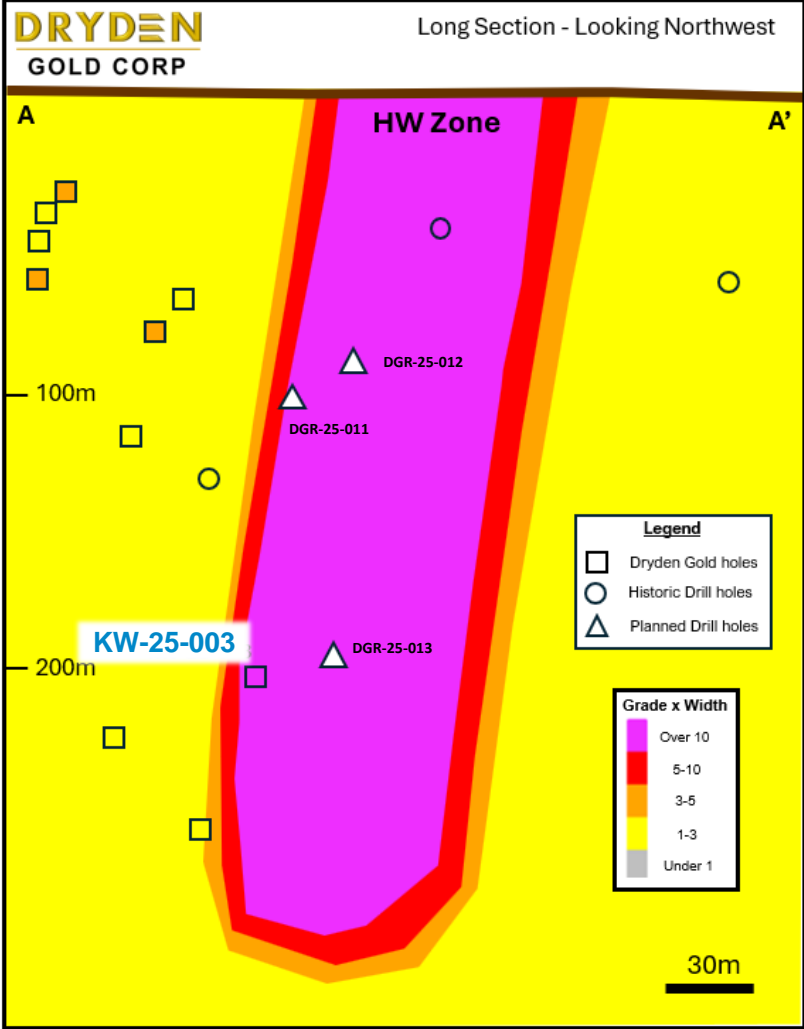 DRYDEN
GOLD CORP
Long Section - Looking Northwest
A
HW Zone
A'
DGR-25-012
100m
DGR-25-011
Legend
Dryden Gold holes
Historic Drill holes
Planned Drill holes
KW-25-003
DGR-25-013
200m
Grade x Width
Over 10
5-10
3-5
1-3
Under 1
30m